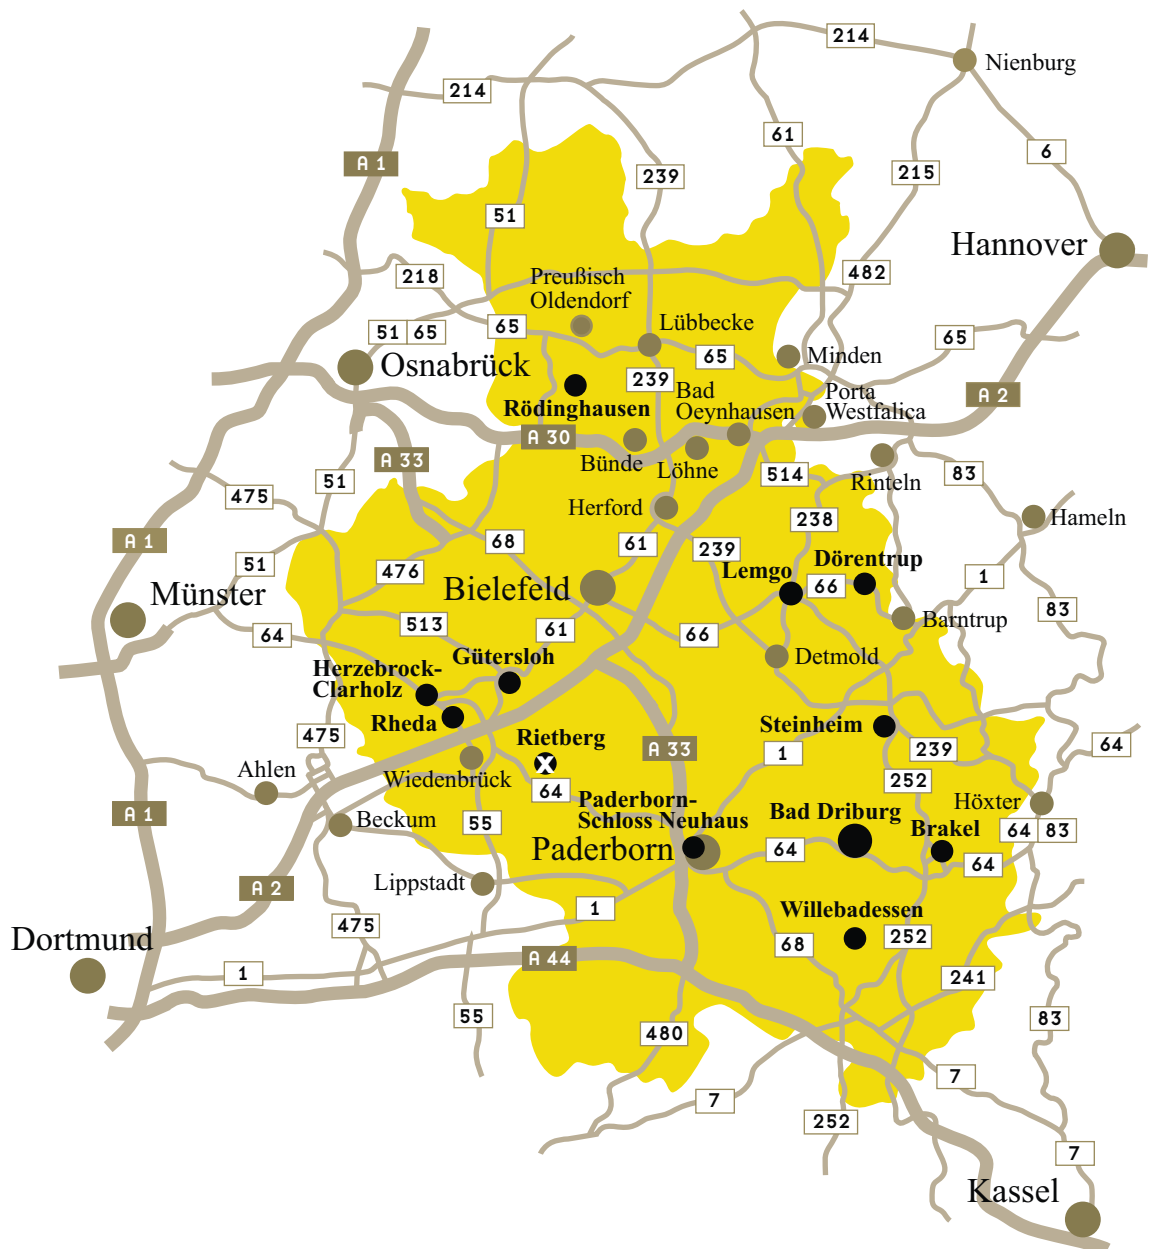 214
Nienburg
214
61
6
A 1
239
215
51
Hannover
482
218
Preußisch
Oldendorf
51 65
65
Lübbecke
65
Osnabrück
65
Minden
239
Bad
Oeynhausen
Porta
Westfalica
A 2
Rödinghausen
A 30
A 33
Bünde
Löhne
514
Rinteln
83
475
51
Herford
238
Hameln
A 1
68
61
239
51
476
Lemgo
Dörentrup
1
Bielefeld
66
Münster
83
64
513
61
66
Barntrup
Gütersloh
Detmold
Herzebrock-
Clarholz
Rheda
Steinheim
475
Rietberg
A 33
1
239
64
Ahlen
Wiedenbrück
252
64
Paderborn-
Schloss Neuhaus
Bad Driburg
Höxter
A 1
Beckum
55
Brakel
64 83
Paderborn
64
64
A 2
Lippstadt
1
Willebadessen
475
252
Dortmund
68
A 44
1
241
55
480
83
7
7
252
7
Kassel